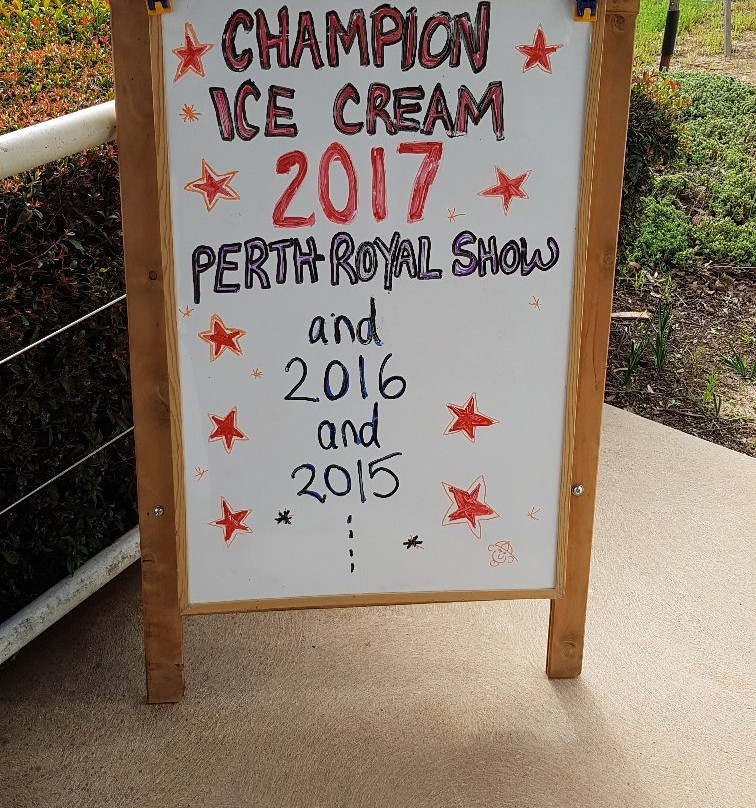 CHAMPION
ICE CREAM
2017
PERTH ROYAL SHOW
and
2016
and
2015